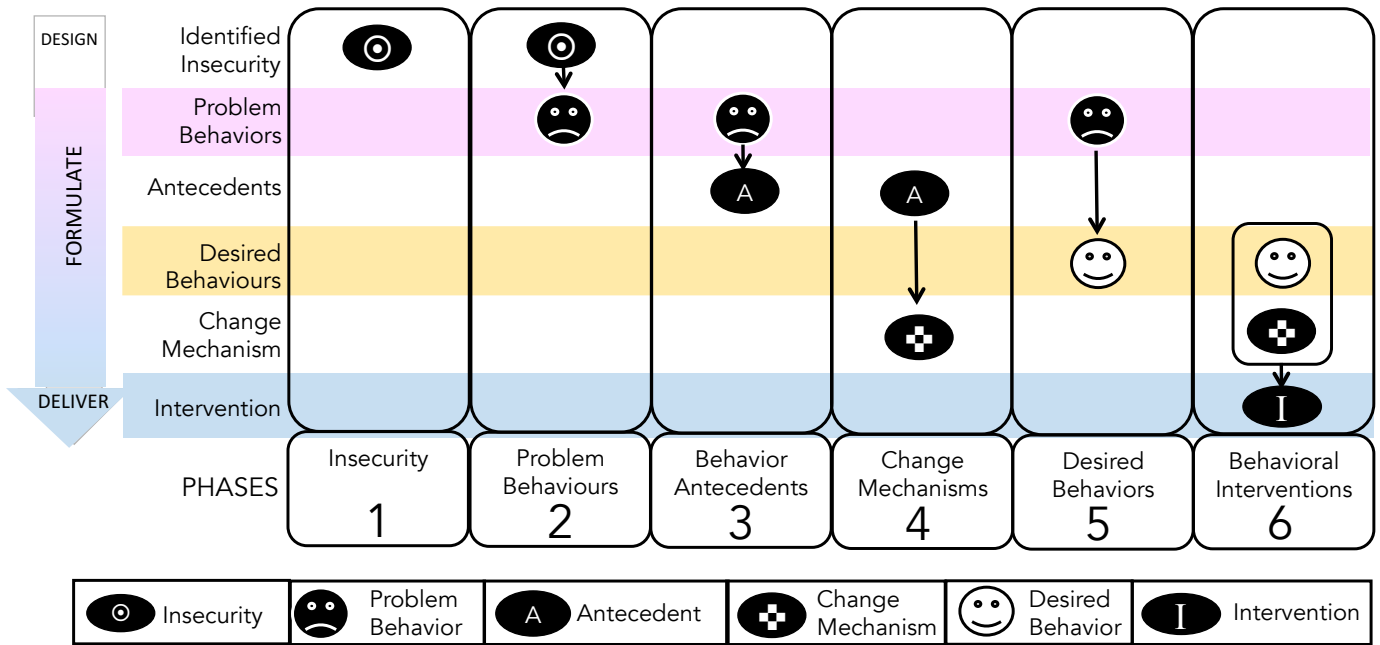 DESIGN
FORMULATE
DELIVER
Identified
Insecurity
Problem
Behaviors
Antecedents
A
A
Desired
Behaviours
Change
Mechanism
Intervention
I
PHASES
Insecurity
1
Problem
Behaviours
2
Behavior
Antecedents
3
Change
Mechanisms
4
Desired
Behaviors
5
Behavioral
Interventions
6
Insecurity
Problem
Behavior
A
Antecedent
Change
Mechanism
Desired
Behavior
I
Intervention